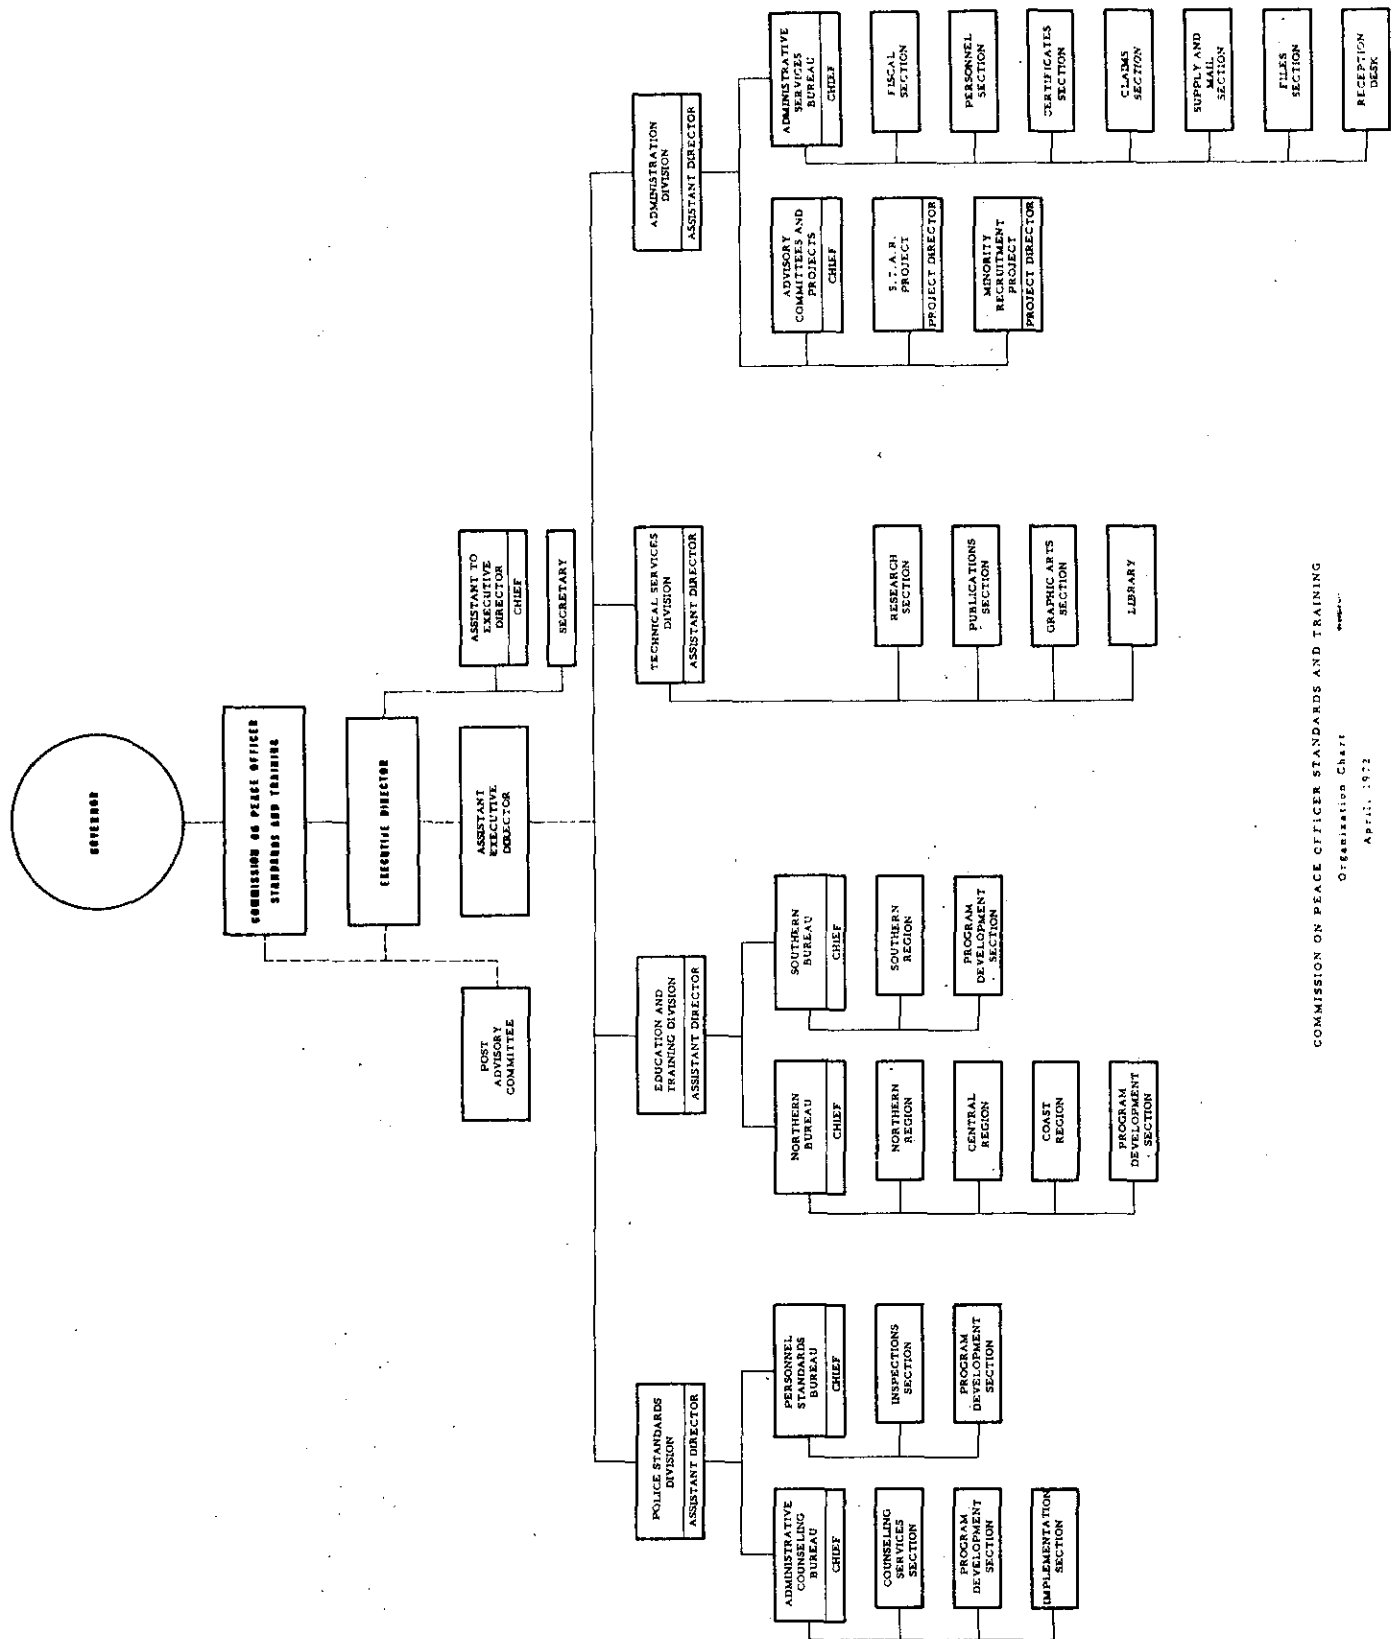 GOVERNOR
COMMISSION ON PEACE OFFICER
STANDARDS AND TRAINING
EXECUTIVE DIRECTOR
POST
ADVISORY
COMMITTEE
ASSISTANT
EXECUTIVE
DIRECTOR
ASSISTANT TO
EXECUTIVE
DIRECTOR
CHIEF
SECRETARY
POLICE STANDARDS
DIVISION
ASSISTANT DIRECTOR
EDUCATION AND
TRAINING DIVISION
ASSISTANT DIRECTOR
TECHNICAL SERVICES
DIVISION
ASSISTANT DIRECTOR
ADMINISTRATION
DIVISION
ASSISTANT DIRECTOR
ADMINISTRATIVE
COUNSELING
BUREAU
CHIEF
COUNSELING
SERVICES
SECTION
PROGRAM
DEVELOPMENT
SECTION
IMPLEMENTATION
SECTION
PERSONNEL
STANDARDS
BUREAU
CHIEF
INSPECTIONS
SECTION
PROGRAM
DEVELOPMENT
SECTION
NORTHERN
BUREAU
CHIEF
NORTHERN
REGION
CENTRAL
REGION
COAST
REGION
PROGRAM
DEVELOPMENT
SECTION
SOUTHERN
BUREAU
CHIEF
SOUTHERN
REGION
PROGRAM
DEVELOPMENT
SECTION
RESEARCH
SECTION
PUBLICATIONS
SECTION
GRAPHIC ARTS
SECTION
LIBRARY
ADVISORY
COMMITTEES AND
PROJECTS
CHIEF
S.T.A.R.
PROJECT
PROJECT DIRECTOR
MINORITY
RECRUITMENT
PROJECT
PROJECT DIRECTOR
ADMINISTRATIVE
SERVICES
BUREAU
CHIEF
FISCAL
SECTION
PERSONNEL
SECTION
CERTIFICATES
SECTION
CLAIMS
SECTION
SUPPLY AND
MAIL
SECTION
FILES
SECTION
RECEPTION
DESK
COMMISSION ON PEACE OFFICER STANDARDS AND TRAINING
Organization Chart
April, 1972